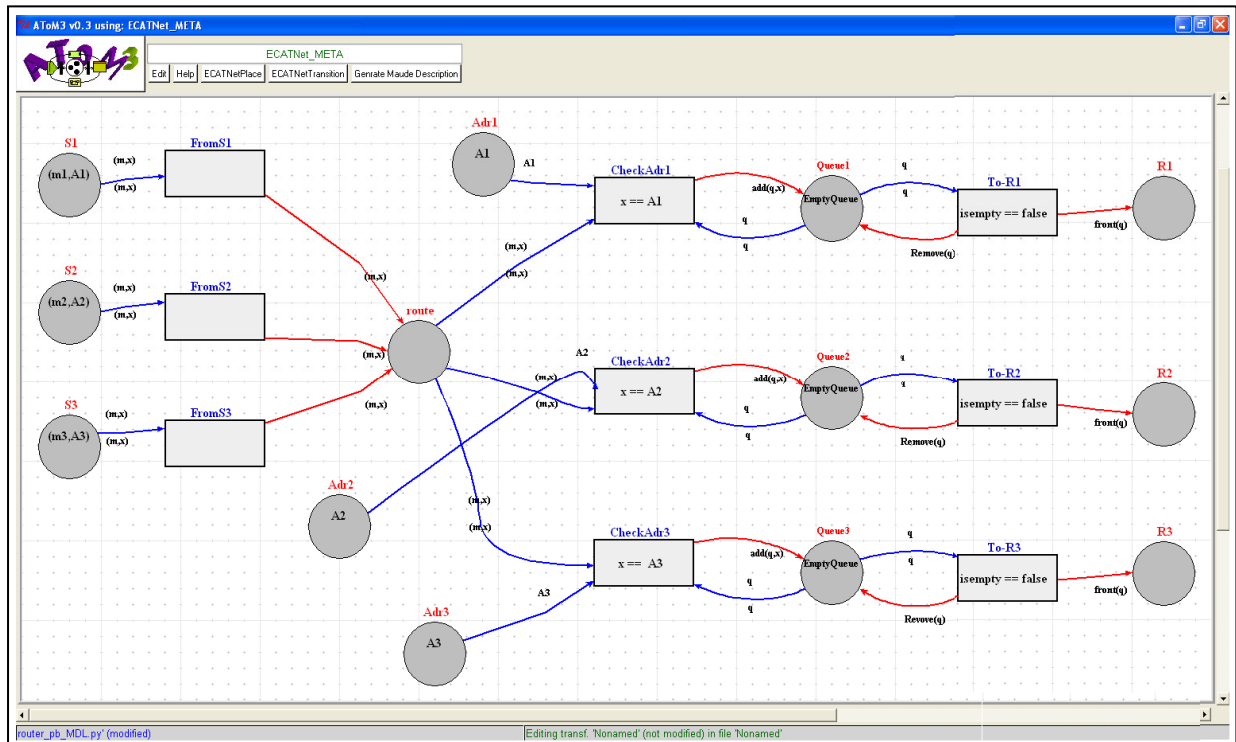 AToM3 v0.3 using: ECATNet_META
AToM3
ECATNet_META
Edit Help ECATNetPlace ECATNetTransition Genrate Maude Description
S1
(m1,A1)
(m,x)
(m,x)
FromS1
(m,x)
S2
(m2,A2)
(m,x)
(m,x)
FromS2
(m,x)
S3
(m3,A3)
(m,x)
(m,x)
FromS3
(m,x)
route
Adr1
A1
A1
(m,x)
(m,x)
CheckAdr1
x == A1
add(q,x)
q
q
Queue1
EmptyQueue
q
q
Remove(q)
To-R1
isempty == false
front(q)
R1
Adr2
A2
A2
(m,x)
(m,x)
CheckAdr2
x == A2
add(q,x)
q
q
Queue2
EmptyQueue
q
q
Remove(q)
To-R2
isempty == false
front(q)
R2
(m,x)
(m,x)
Adr3
A3
A3
CheckAdr3
x == A3
add(q,x)
q
q
Queue3
EmptyQueue
q
q
Revove(q)
To-R3
isempty == false
front(q)
R3
router_pb_MDL.py' (modified)
Editing transf. 'Nonamed' (not modified) in file 'Nonamed'